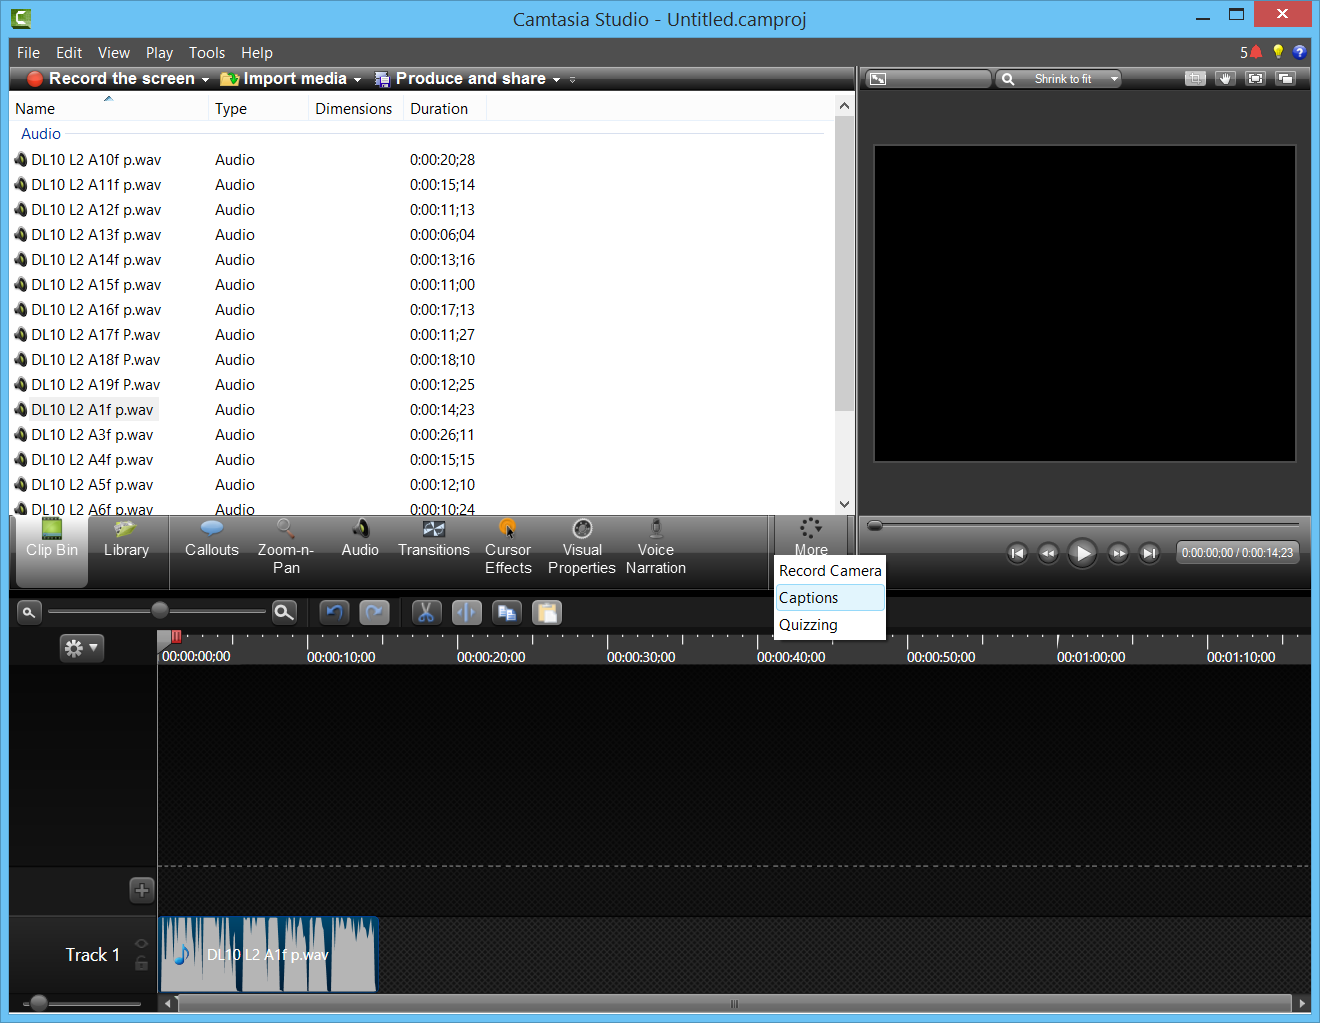 Camtasia Studio - Untitled.camproj
File Edit View Play Tools Help
5
Record the screen Import media Produce and share
Shrink to fit
Name Type Dimensions Duration
Audio
DL10 L2 A10f p.wav Audio 0:00:20;28
DL10 L2 A11f p.wav Audio 0:00:15;14
DL10 L2 A12f p.wav Audio 0:00:11;13
DL10 L2 A13f p.wav Audio 0:00:06;04
DL10 L2 A14f p.wav Audio 0:00:13;16
DL10 L2 A15f p.wav Audio 0:00:11;00
DL10 L2 A16f p.wav Audio 0:00:17;13
DL10 L2 A17f P.wav Audio 0:00:11;27
DL10 L2 A18f P.wav Audio 0:00:18;10
DL10 L2 A19f P.wav Audio 0:00:12;25
DL10 L2 A1f p.wav Audio 0:00:14;23
DL10 L2 A3f p.wav Audio 0:00:26;11
DL10 L2 A4f p.wav Audio 0:00:15;15
DL10 L2 A5f p.wav Audio 0:00:12;10
DL10 L2 A6f p.wav Audio 0:00:10:24
Clip Bin Library Callouts Zoom-n-Pan Audio Transitions Cursor Effects Visual Properties Voice Narration More
0:00:00;00 / 0:00:14;23
Record Camera
Captions
Quizzing
00:00:00;00 00:00:10;00 00:00:20;00 00:00:30;00 00:00:40;00 00:00:50;00 00:01:00;00 00:01:10;00
Track 1
DL10 L2 A1f p.wav